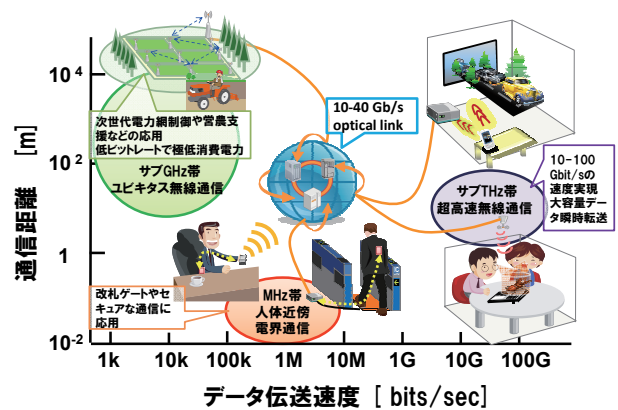 10⁴
10²
1
10⁻²
通信距離 [m]
次世代電力網制御や営農支
援などの応用
低ビットレートで極低消費電力
サブGHz帯
ユビキタス無線通信
10-40 Gb/s
optical link
10-100
Gbit/sの
速度実現
大容量デー
タ瞬時転送
サブTHz帯
超高速無線通信
改札ゲートやセ
キュアな通信に
応用
MHz帯
人体近傍
電界通信
1k 10k 100k 1M 10M 1G 10G 100G
データ伝送速度 [ bits/sec]